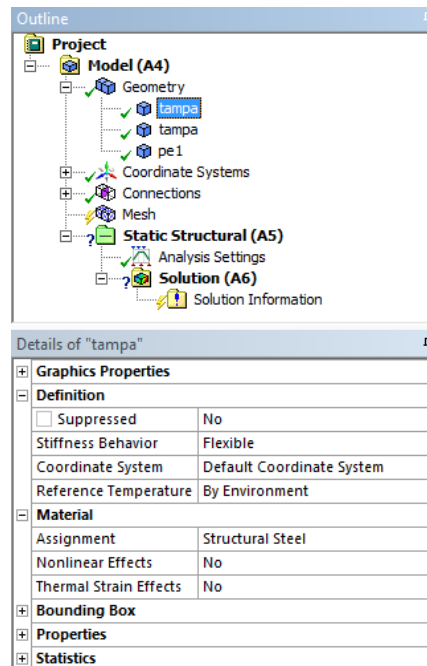 Outline
Project
Model (A4)
Geometry
tampa
tampa
pe1
Coordinate Systems
Connections
Mesh
Static Structural (A5)
Analysis Settings
Solution (A6)
Solution Information
Details of "tampa"
Graphics Properties
Definition
Suppressed No
Stiffness Behavior Flexible
Coordinate System Default Coordinate System
Reference Temperature By Environment
Material
Assignment Structural Steel
Nonlinear Effects No
Thermal Strain Effects No
Bounding Box
Properties
Statistics